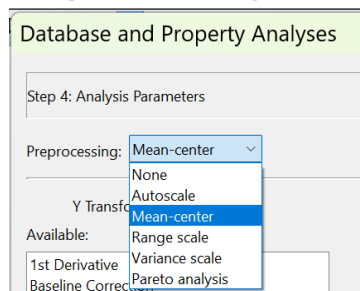 Database and Property Analyses
Step 4: Analysis Parameters
Preprocessing: Mean-center
None
Autoscale
Y
Mean-center
Available:
Range scale
Variance scale
1st Derivative
Pareto analysis
Baseline